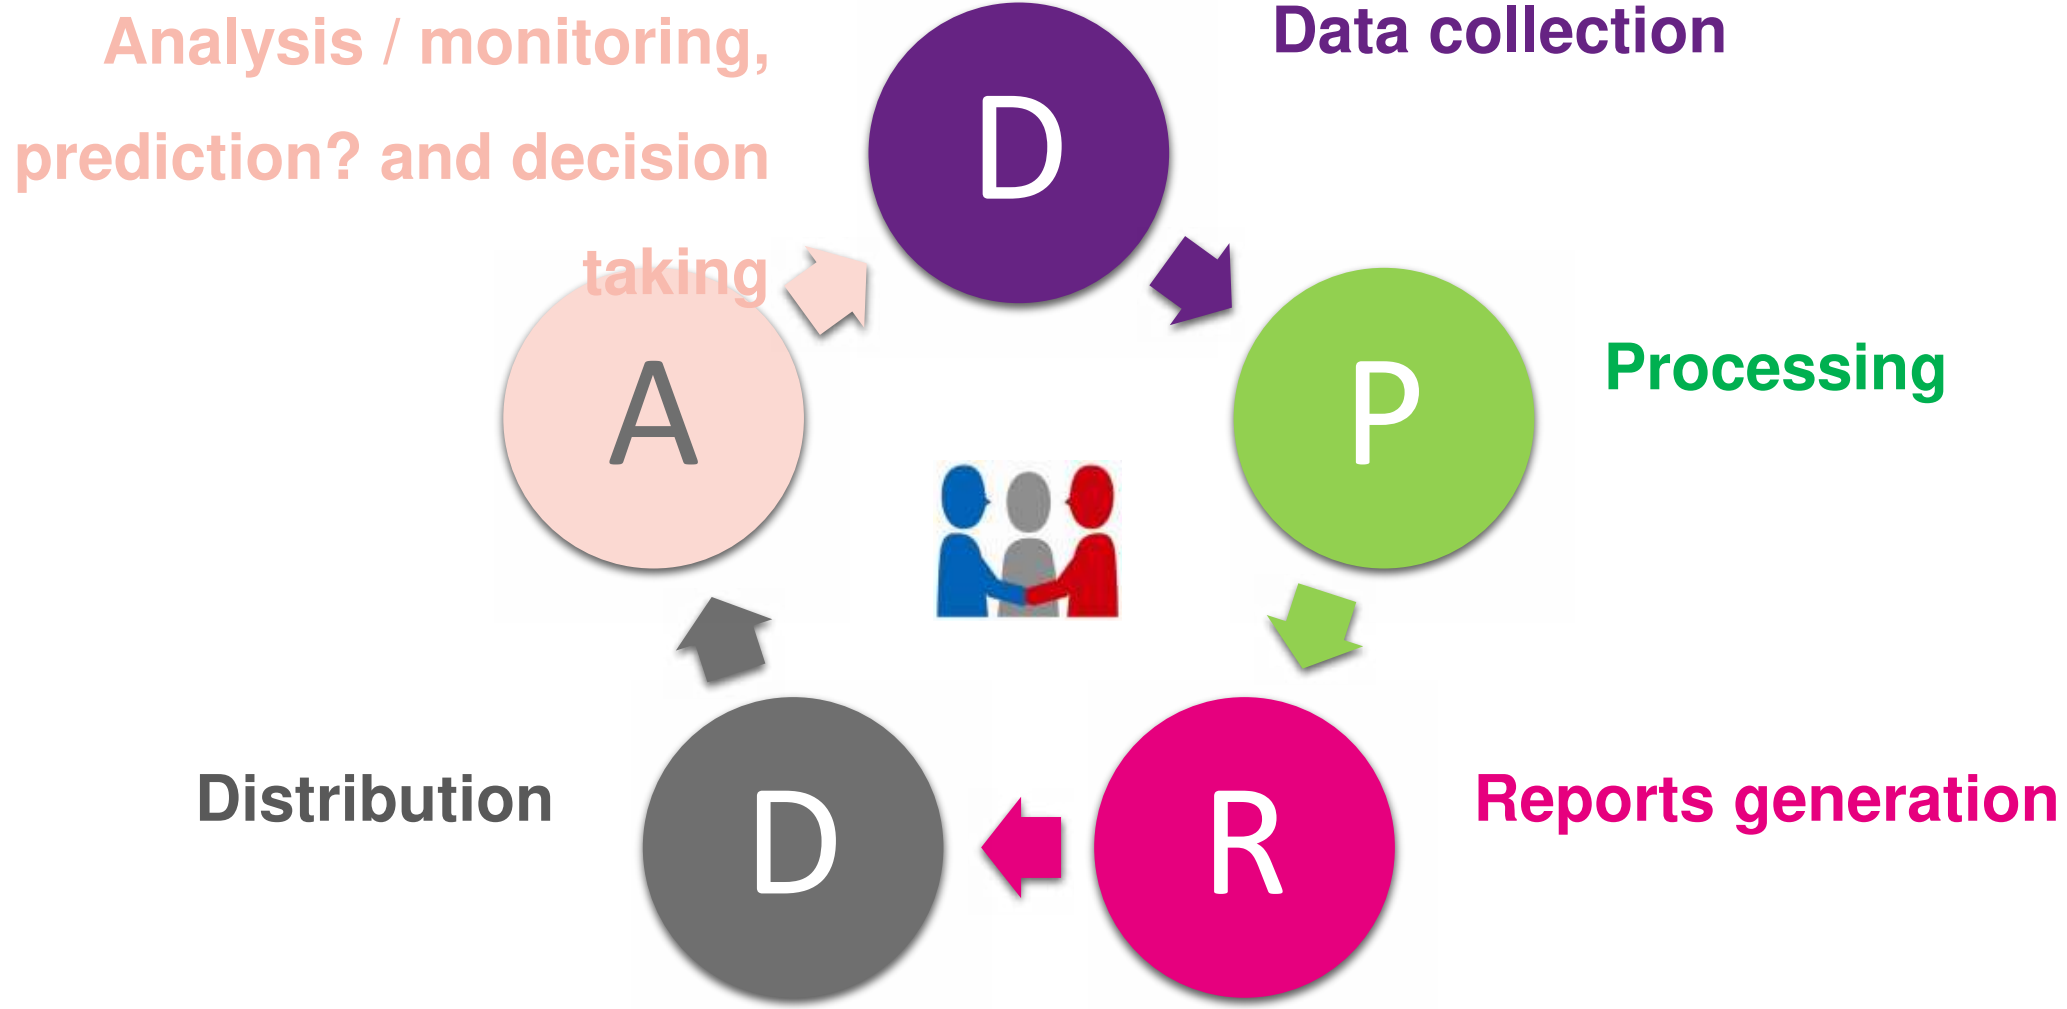 Analysis / monitoring,
prediction? and decision
taking
Data collection
D
A
P
Processing
Distribution
D
R
Reports generation